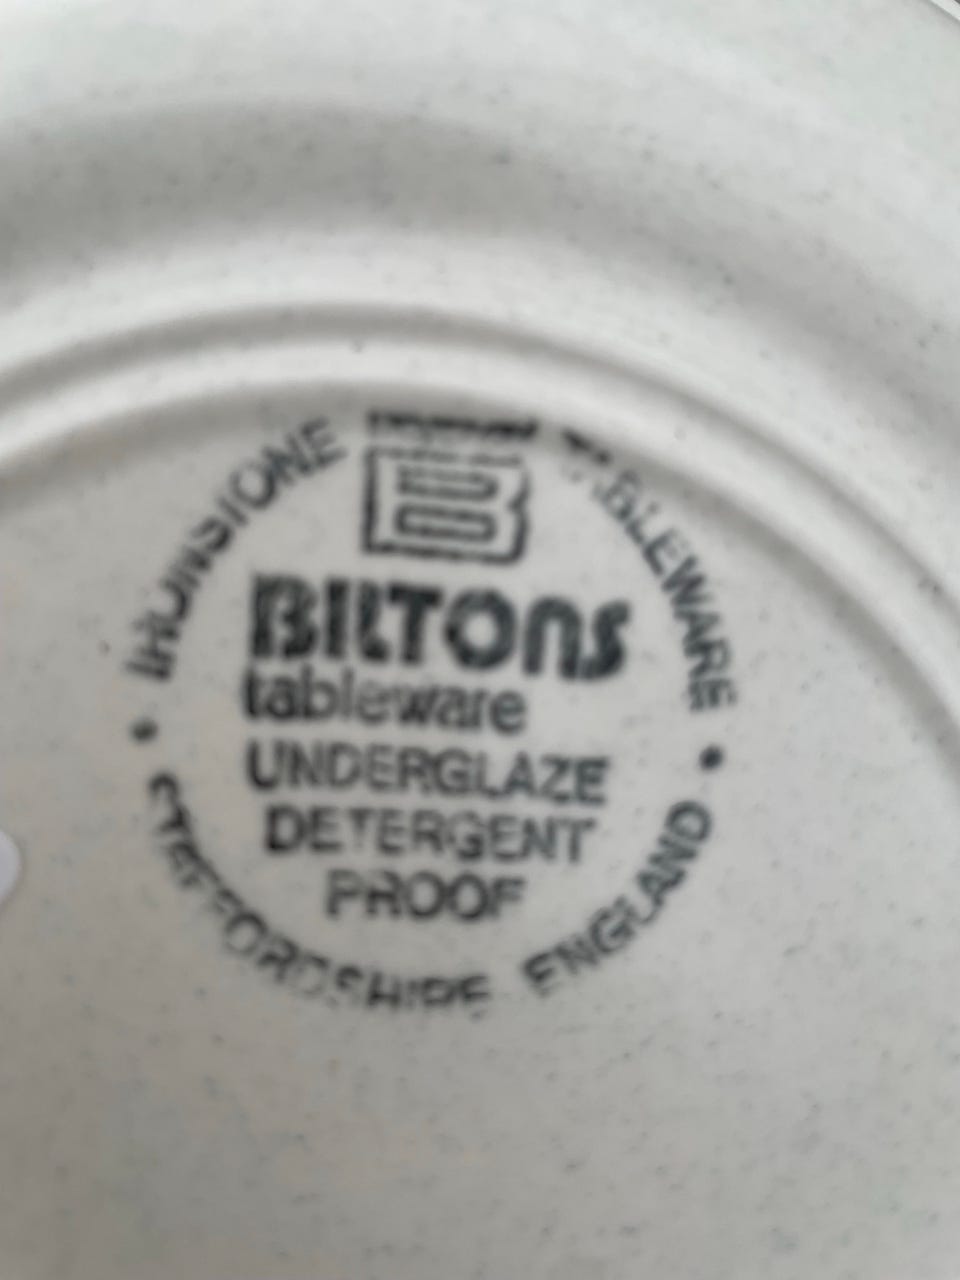 IRONSTONE TABLEWARE
B
BILTONS
tableware
UNDERGLAZE
DETERGENT
PROOF
STAFFORDSHIRE ENGLAND